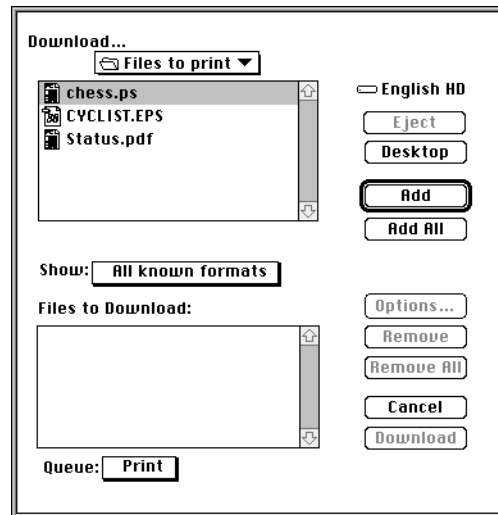 Download...
Files to print
chess.ps
CYCLIST.EPS
Status.pdf
English HD
Eject
Desktop
Add
Add All
Show: All known formats
Files to Download:
Options...
Remove
Remove All
Cancel
Download
Queue: Print